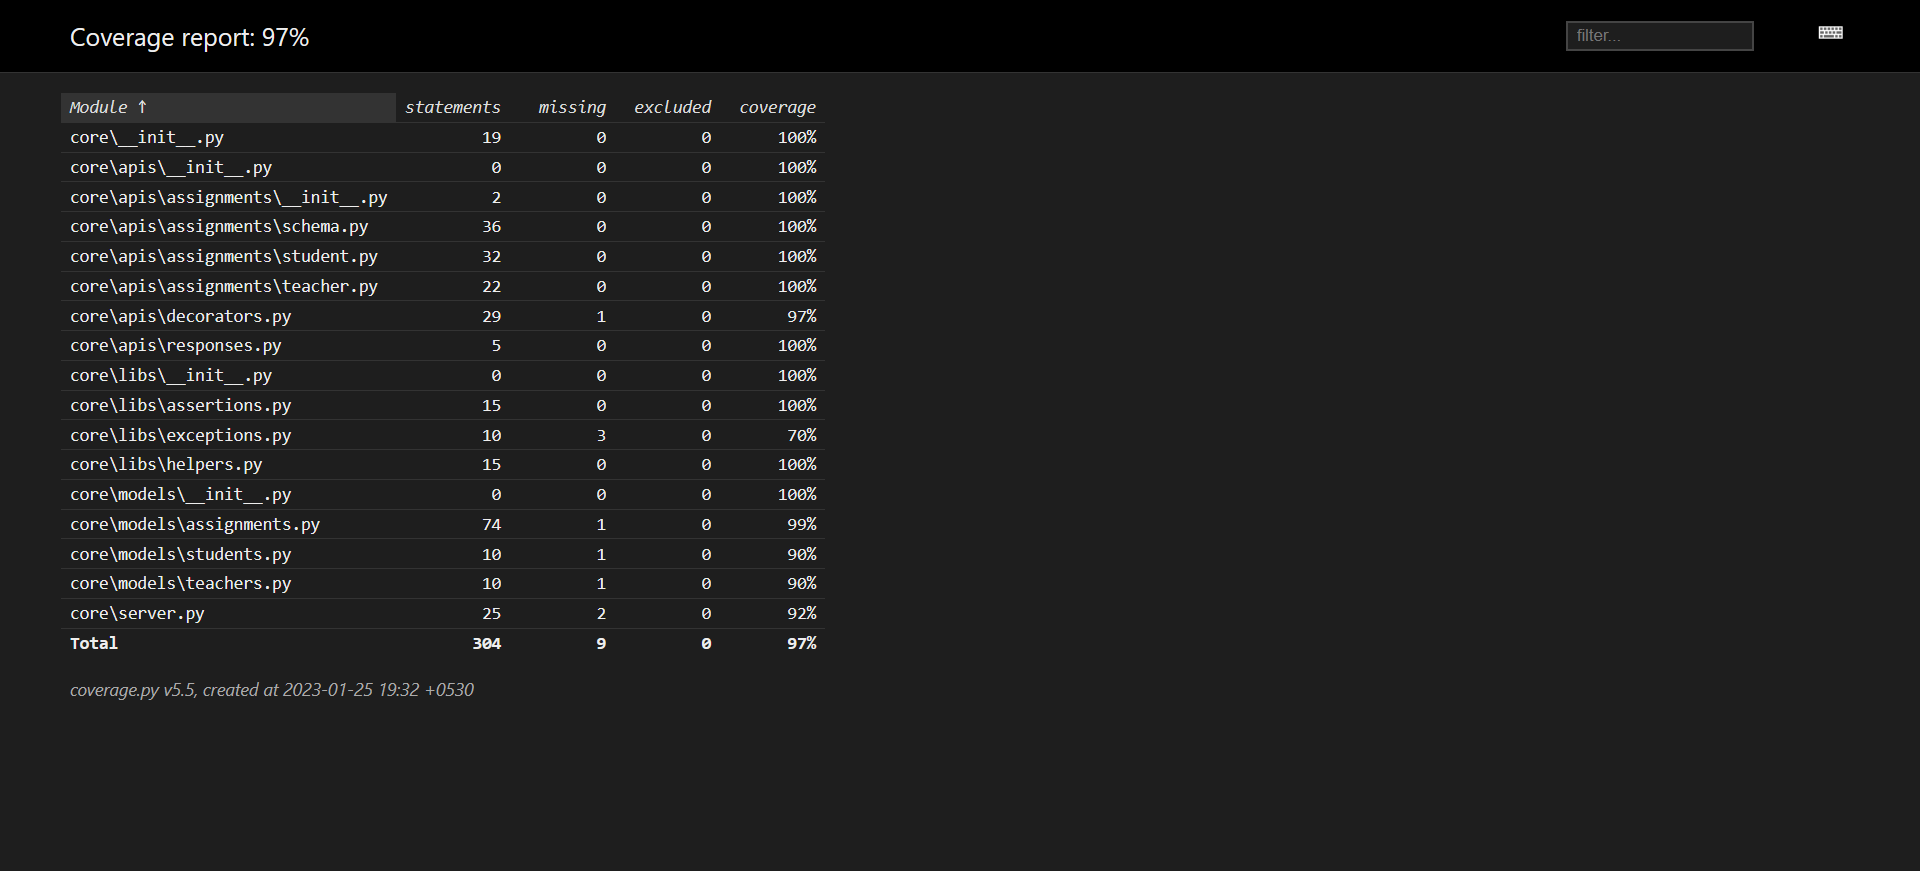 Coverage report: 97%
filter...
Module ↑ statements missing excluded coverage
core\__init__.py 19 0 0 100%
core\apis\__init__.py 0 0 0 100%
core\apis\assignments\__init__.py 2 0 0 100%
core\apis\assignments\schema.py 36 0 0 100%
core\apis\assignments\student.py 32 0 0 100%
core\apis\assignments\teacher.py 22 0 0 100%
core\apis\decorators.py 29 1 0 97%
core\apis\responses.py 5 0 0 100%
core\libs\__init__.py 0 0 0 100%
core\libs\assertions.py 15 0 0 100%
core\libs\exceptions.py 10 3 0 70%
core\libs\helpers.py 15 0 0 100%
core\models\__init__.py 0 0 0 100%
core\models\assignments.py 74 1 0 99%
core\models\students.py 10 1 0 90%
core\models\teachers.py 10 1 0 90%
core\server.py 25 2 0 92%
Total 304 9 0 97%
coverage.py v5.5, created at 2023-01-25 19:32 +0530